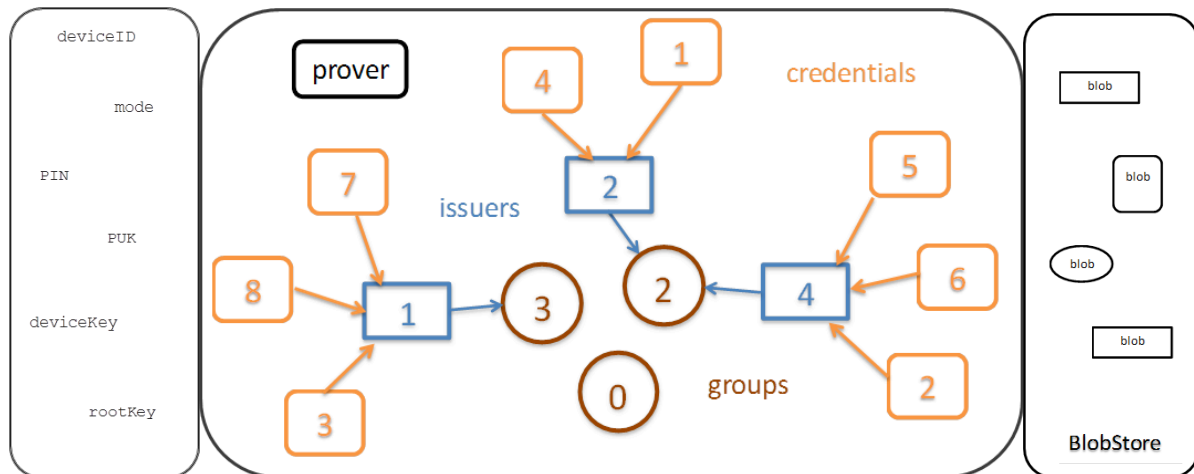 deviceID
mode
PIN
PUK
deviceKey
rootKey
prover
credentials
4
1
7
5
issuers
2
8
6
1
3
2
4
3
0
groups
2
blob
blob
blob
blob
BlobStore